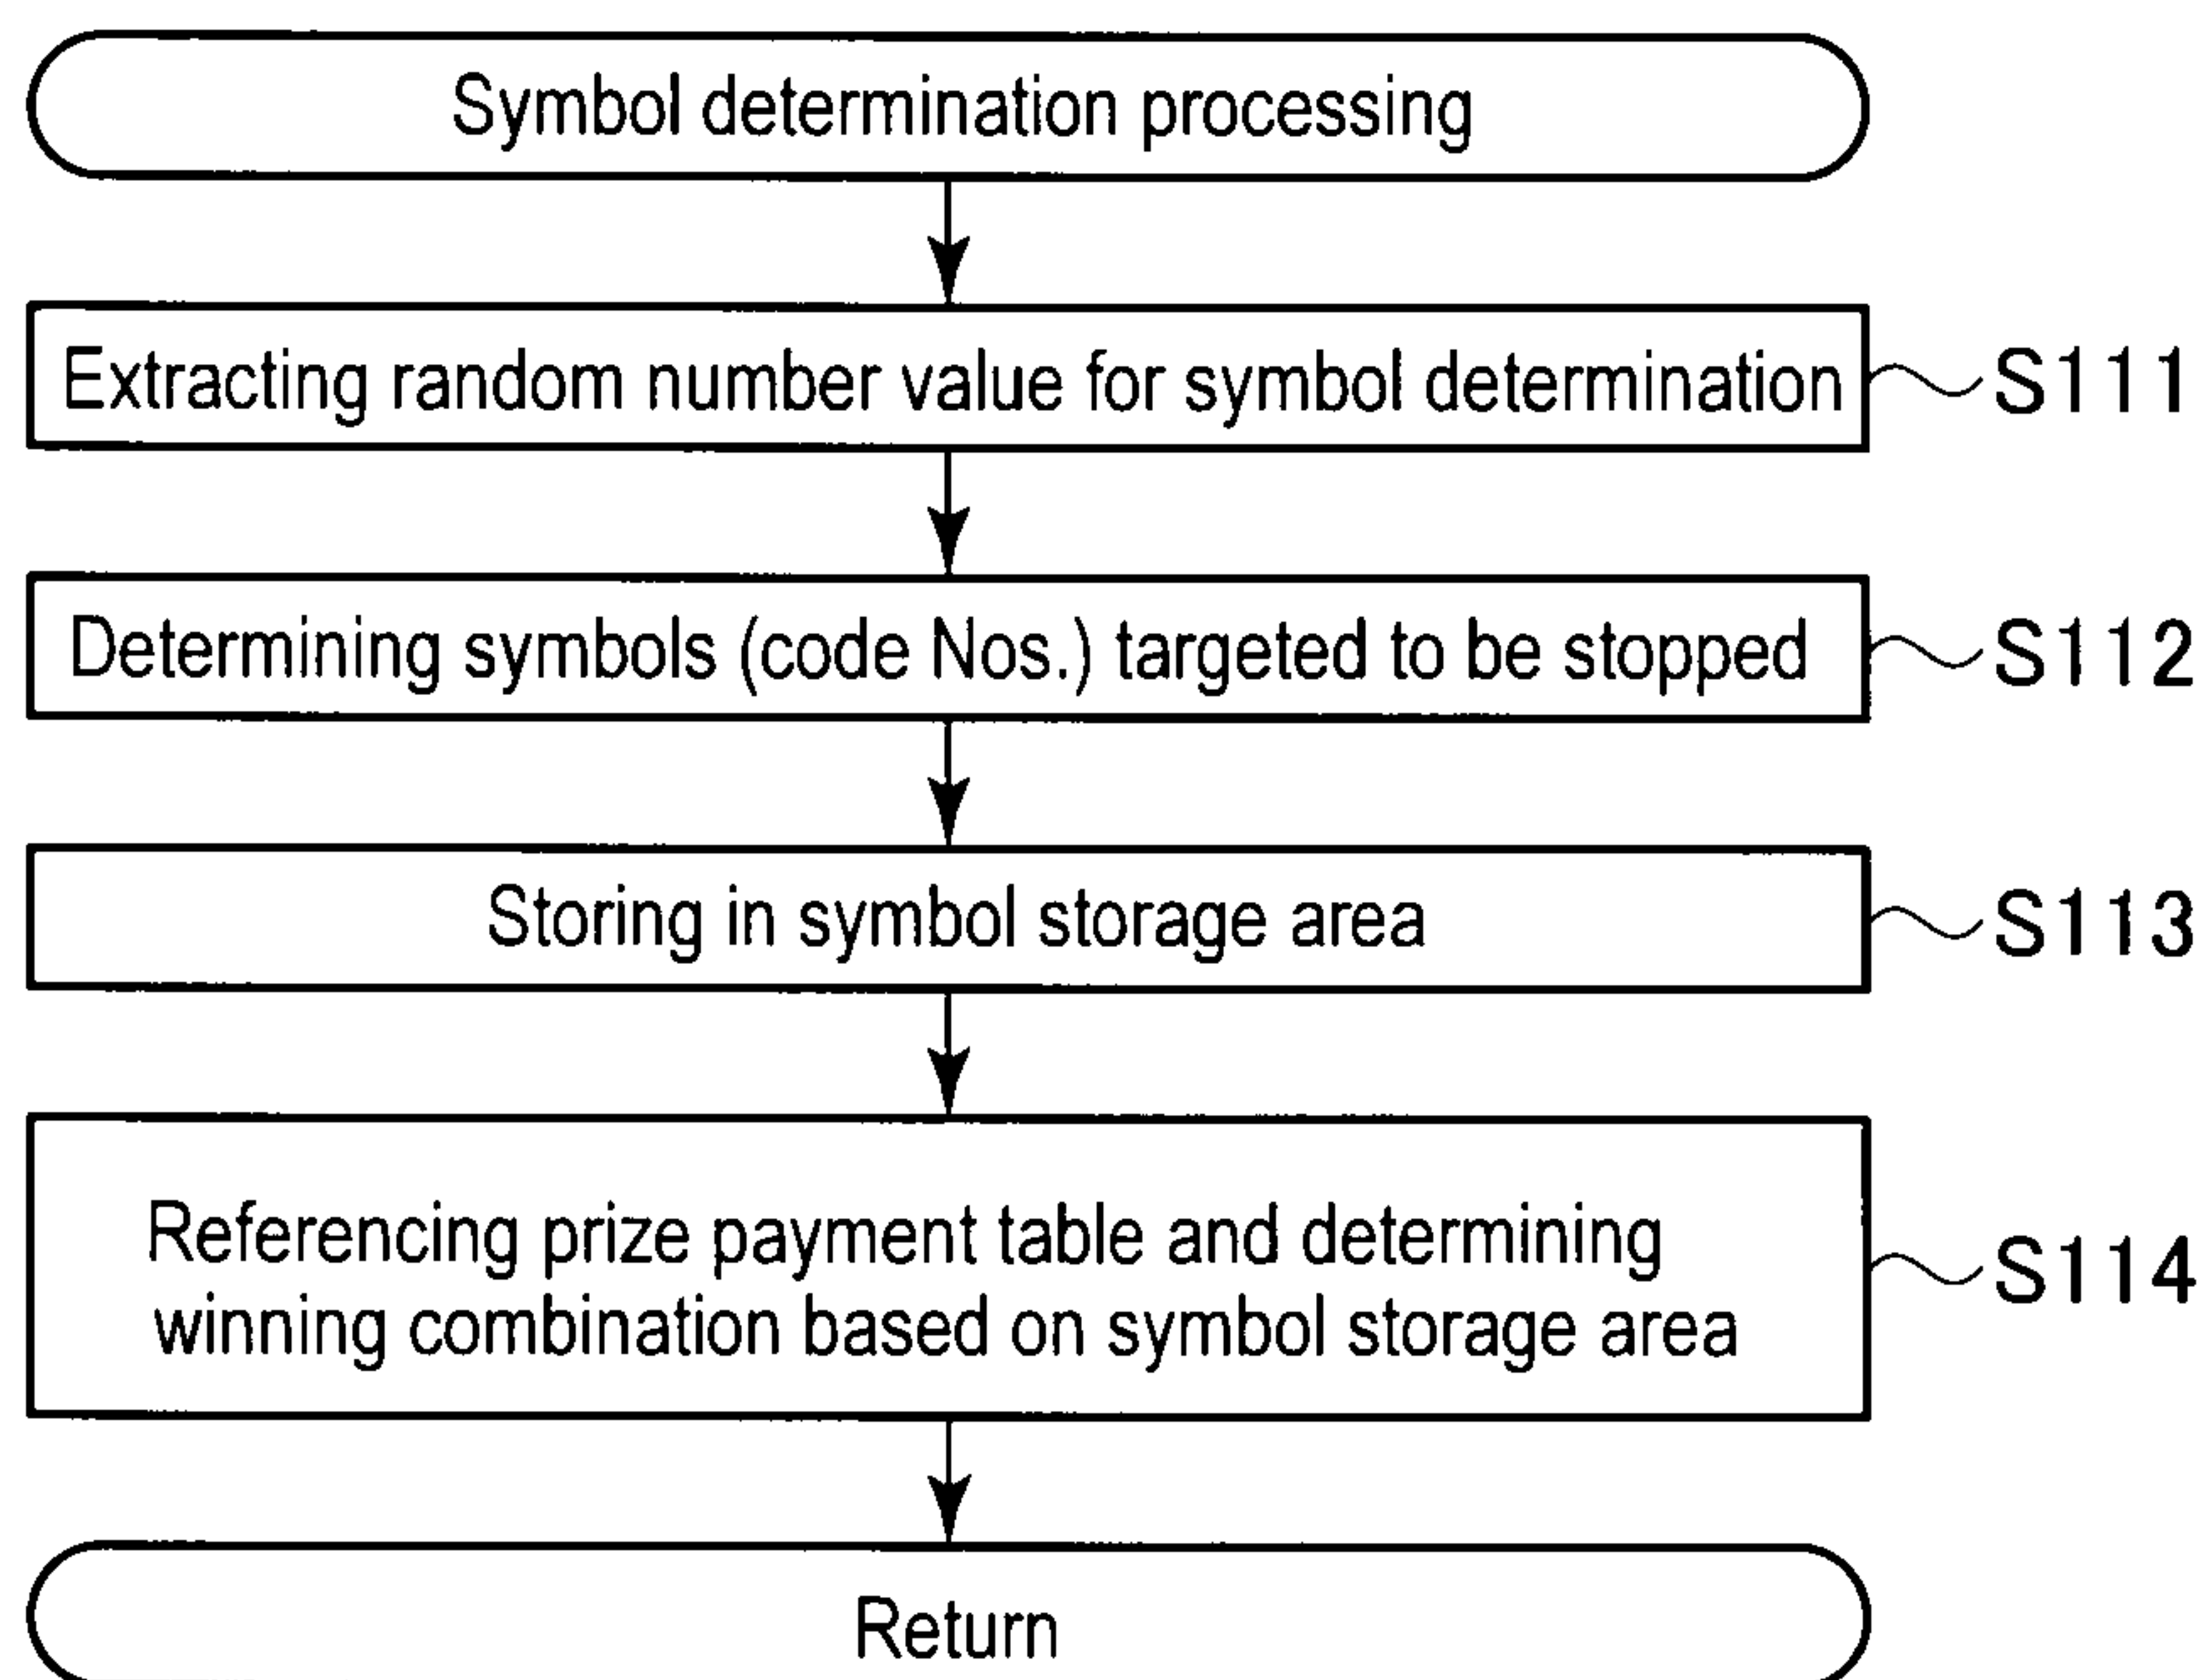 Symbol determination processing
Extracting random number value for symbol determination
S111
Determining symbols (code Nos.) targeted to be stopped
S112
Storing in symbol storage area
S113
Referencing prize payment table and determining
winning combination based on symbol storage area
S114
Return